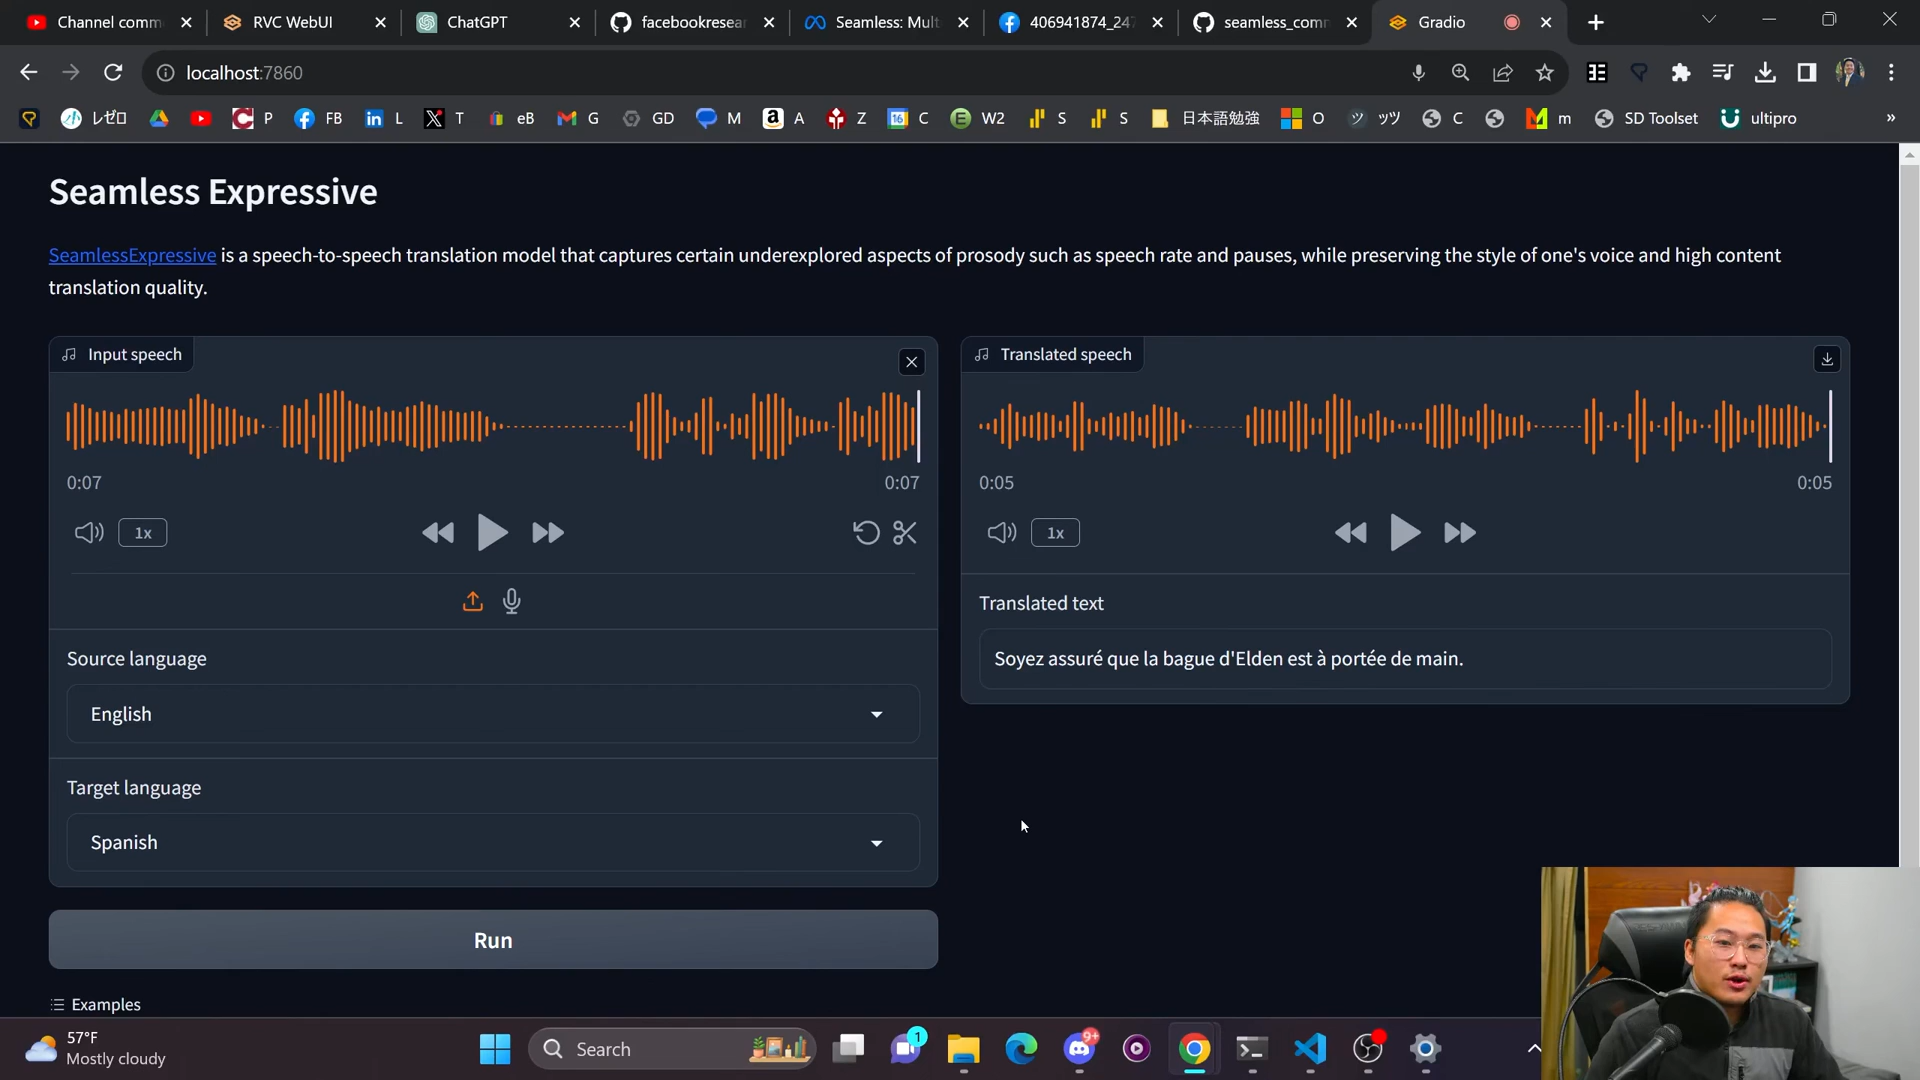 Channel comm
RVC WebUI
ChatGPT
facebookresear
Seamless: Mult
406941874_247
seamless_comm
Gradio
localhost:7860
レゼロ
P
FB
L
T
eB
G
GD
M
A
Z
C
W2
S
S
日本語勉強
O
ッツ
C
m
SD Toolset
ultipro
»
Seamless Expressive
SeamlessExpressive is a speech-to-speech translation model that captures certain underexplored aspects of prosody such as speech rate and pauses, while preserving the style of one's voice and high content
translation quality.
Input speech
0:07
0:07
1x
Source language
English
Target language
Spanish
Run
Examples
Translated speech
0:05
0:05
1x
Translated text
Soyez assuré que la bague d'Elden est à portée de main.
57°F
Mostly cloudy
Search
1
9+